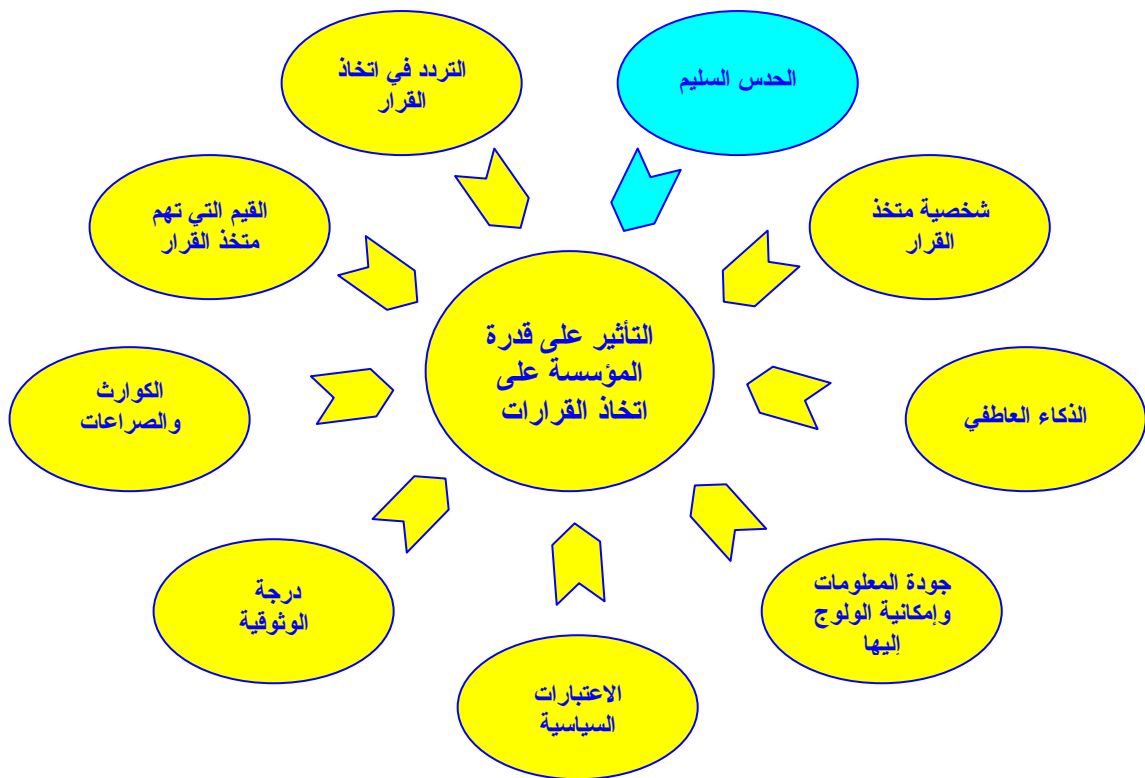 الحدس السليم
التردد في اتخاذ
القرار
شخصية متخذ
القرار
القيم التي تهم
متخذ القرار
التأثير على قدرة
المؤسسة على
اتخاذ القرارات
الذكاء العاطفي
الكوارث
والصراعات
جودة المعلومات
وإمكانية الولوج
إليها
درجة
الوثوقية
الاعتبارات
السياسية